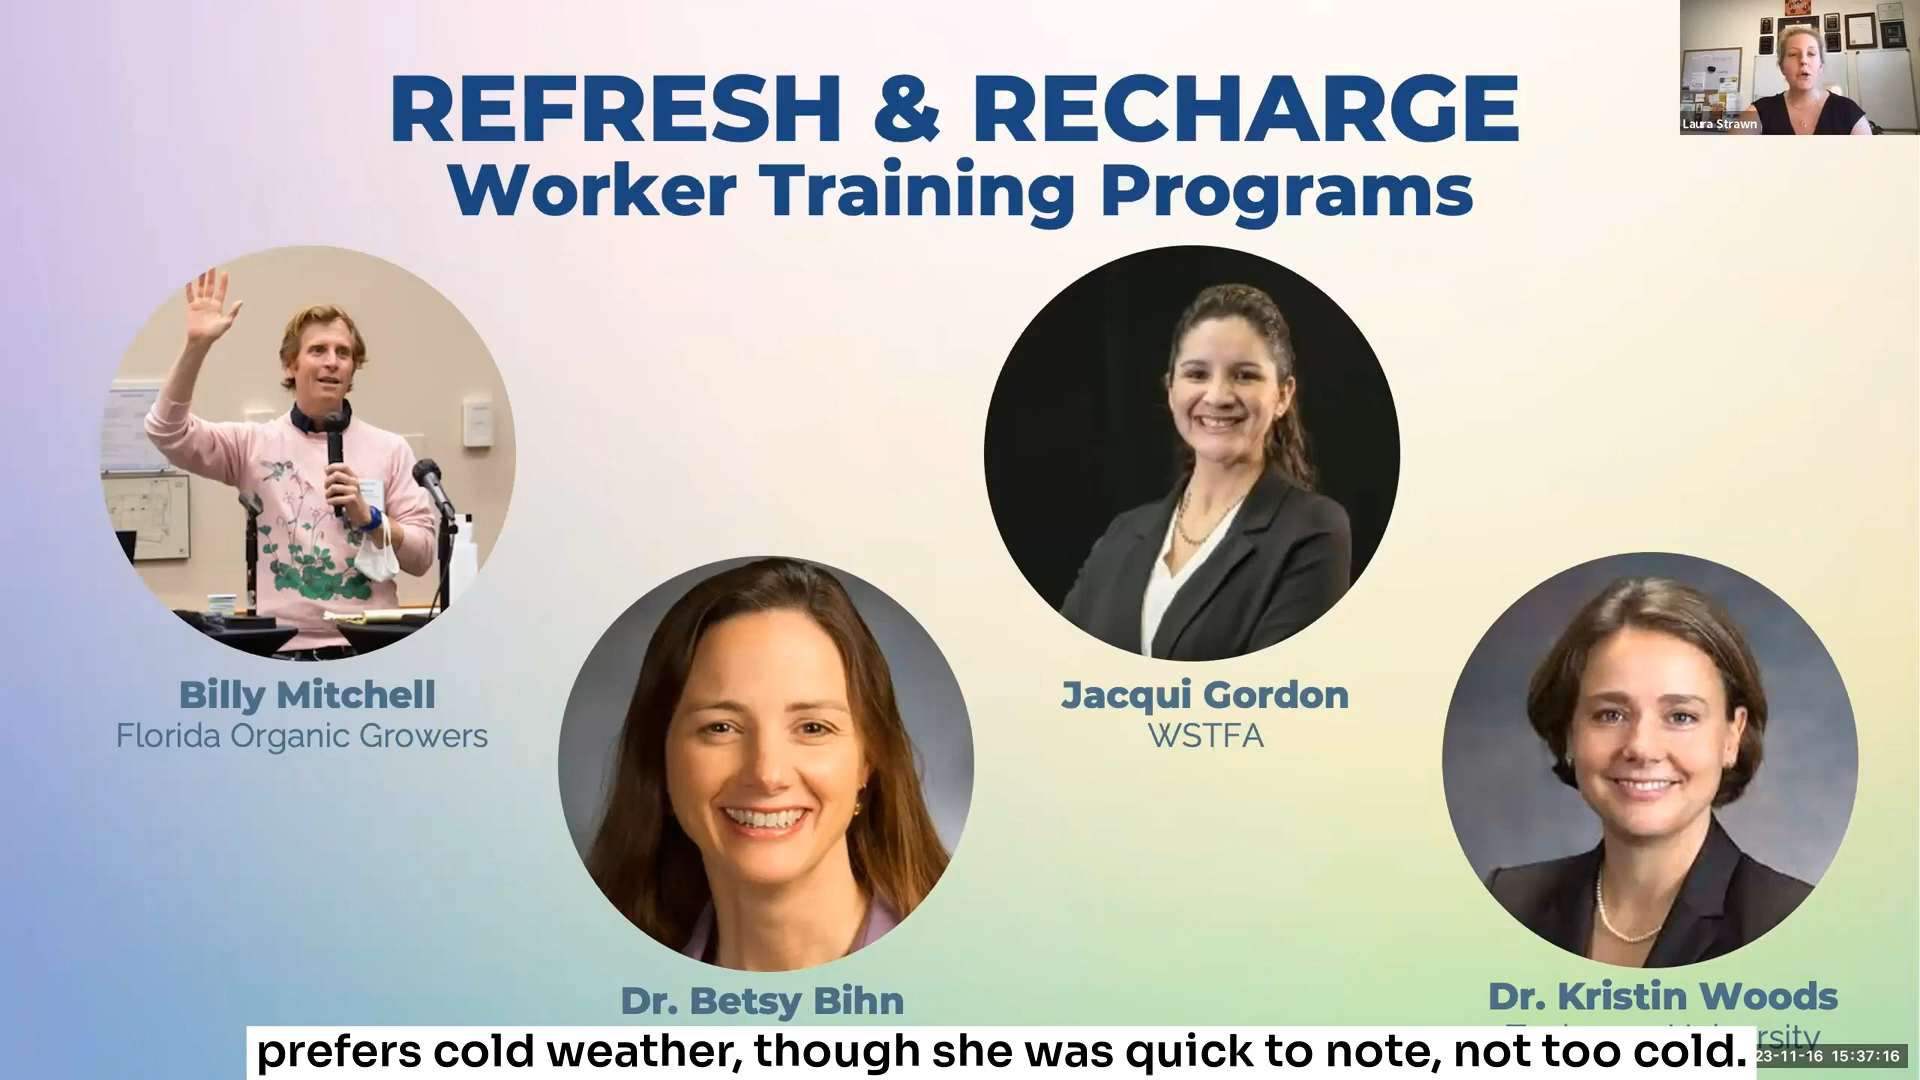 REFRESH & RECHARGE
Worker Training Programs
Laura Strawn
Billy Mitchell
Florida Organic Growers
Jacqui Gordon
WSTFA
Dr. Betsy Bihn
Dr. Kristin Woods
prefers cold weather, though she was quick to note, not too cold.
23-11-16 15:37:16